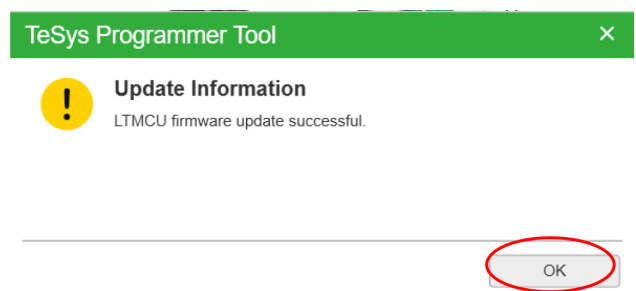 TeSys Programmer Tool
Update Information
LTMCU firmware update successful.
OK